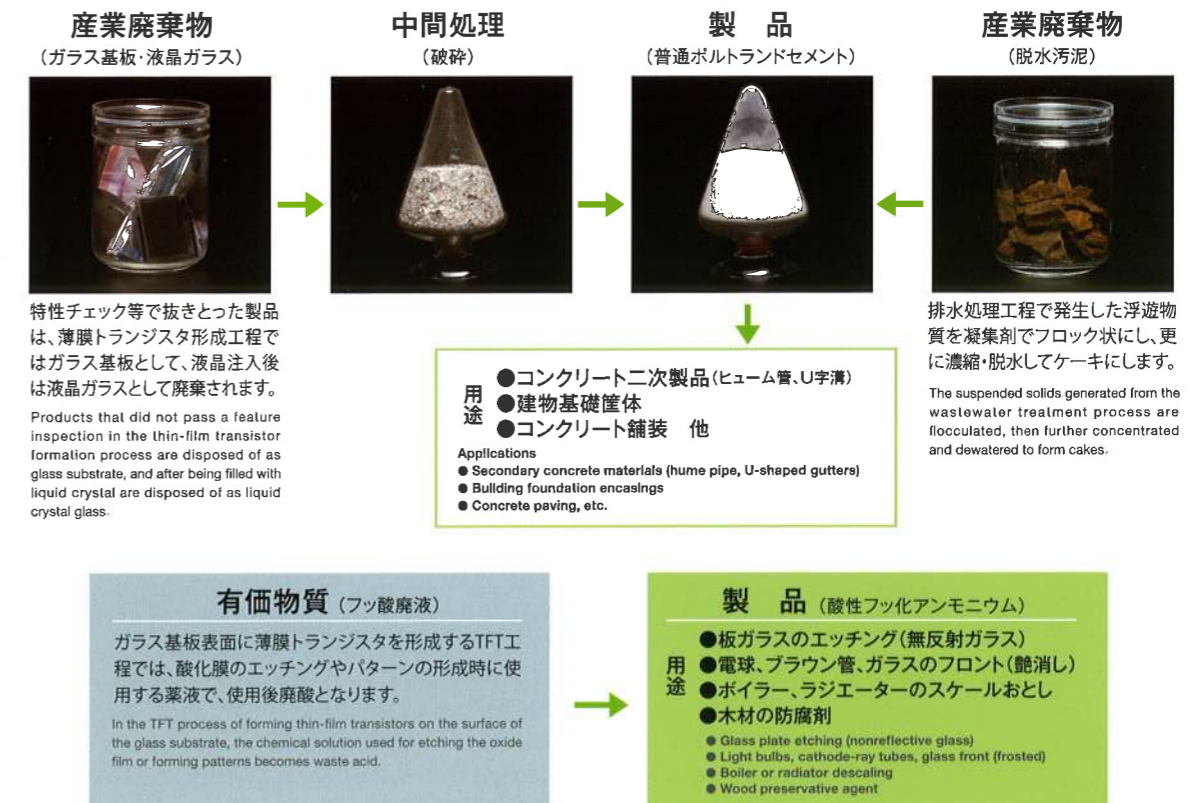 産業廃棄物
(ガラス基板・液晶ガラス)
特性チェック等で抜きとった製品
は、薄膜トランジスタ形成工程で
はガラス基板として、液晶注入後
は液晶ガラスとして廃棄されます。
Products that did not pass a feature
inspection in the thin-film transistor
formation process are disposed of as
glass substrate, and after being filled with
liquid crystal are disposed of as liquid
crystal glass.
中間処理
(破砕)
製 品
(普通ポルトランドセメント)
産業廃棄物
(脱水汚泥)
排水処理工程で発生した浮遊物
質を凝集剤でフロック状にし、更
に濃縮・脱水してケーキにします。
The suspended solids generated from the
wastewater treatment process are
flocculated, then further concentrated
and dewatered to form cakes.
用途
●コンクリート二次製品(ヒューム管、U字溝)
●建物基礎筐体
●コンクリート舗装 他
Applications
● Secondary concrete materials (hume pipe, U-shaped gutters)
● Building foundation encasings
● Concrete paving, etc.
有価物質(フッ酸廃液)
ガラス基板表面に薄膜トランジスタを形成するTFT工
程では、酸化膜のエッチングやパターンの形成時に使
用する薬液で、使用後廃酸となります。
In the TFT process of forming thin-film transistors on the surface of
the glass substrate, the chemical solution used for etching the oxide
film or forming patterns becomes waste acid.
製 品(酸性フッ化アンモニウム)
用途
●板ガラスのエッチング(無反射ガラス)
●電球、ブラウン管、ガラスのフロント(艶消し)
●ボイラー、ラジエーターのスケールおとし
●木材の防腐剤
● Glass plate etching (nonreflective glass)
● Light bulbs, cathode-ray tubes, glass front (frosted)
● Boiler or radiator descaling
● Wood preservative agent